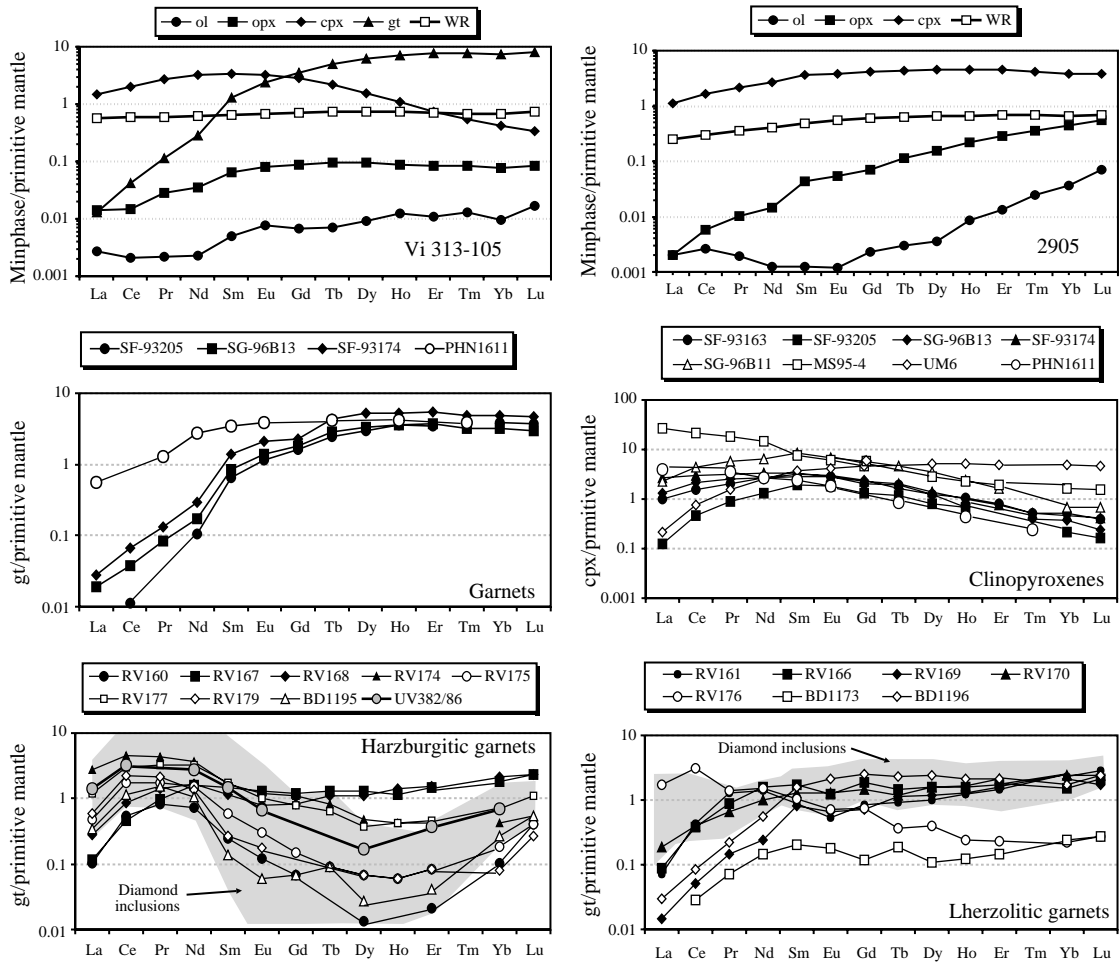 ol opx cpx gt WR
Minphase/primitive mantle
10
1
0.1
0.01
0.001
Vi 313-105
La Ce Pr Nd Sm Eu Gd Tb Dy Ho Er Tm Yb Lu
ol opx cpx WR
Minphase/primitive mantle
10
1
0.1
0.01
0.001
2905
La Ce Pr Nd Sm Eu Gd Tb Dy Ho Er Tm Yb Lu
SF-93205 SG-96B13 SF-93174 PHN1611
gt/primitive mantle
10
1
0.1
0.01
Garnets
La Ce Pr Nd Sm Eu Gd Tb Dy Ho Er Tm Yb Lu
SF-93163 SF-93205 SG-96B13 SF-93174
SG-96B11 MS95-4 UM6 PHN1611
cpx/prmitive mantle
100
10
1
0.1
0.001
Clinopyroxenes
La Ce Pr Nd Sm Eu Gd Tb Dy Ho Er Tm Yb Lu
RV160 RV167 RV168 RV174 RV175
RV177 RV179 BD1195 UV382/86
gt/primitive mantle
10
1
0.1
0.01
Harzburgitic garnets
Diamond
inclusions
La Ce Pr Nd Sm Eu Gd Tb Dy Ho Er Tm Yb Lu
RV161 RV166 RV169 RV170
RV176 BD1173 BD1196
gt/primitive mantle
10
1
0.1
0.01
Diamond inclusions
Lherzolitic garnets
La Ce Pr Nd Sm Eu Gd Tb Dy Ho Er Tm Yb Lu